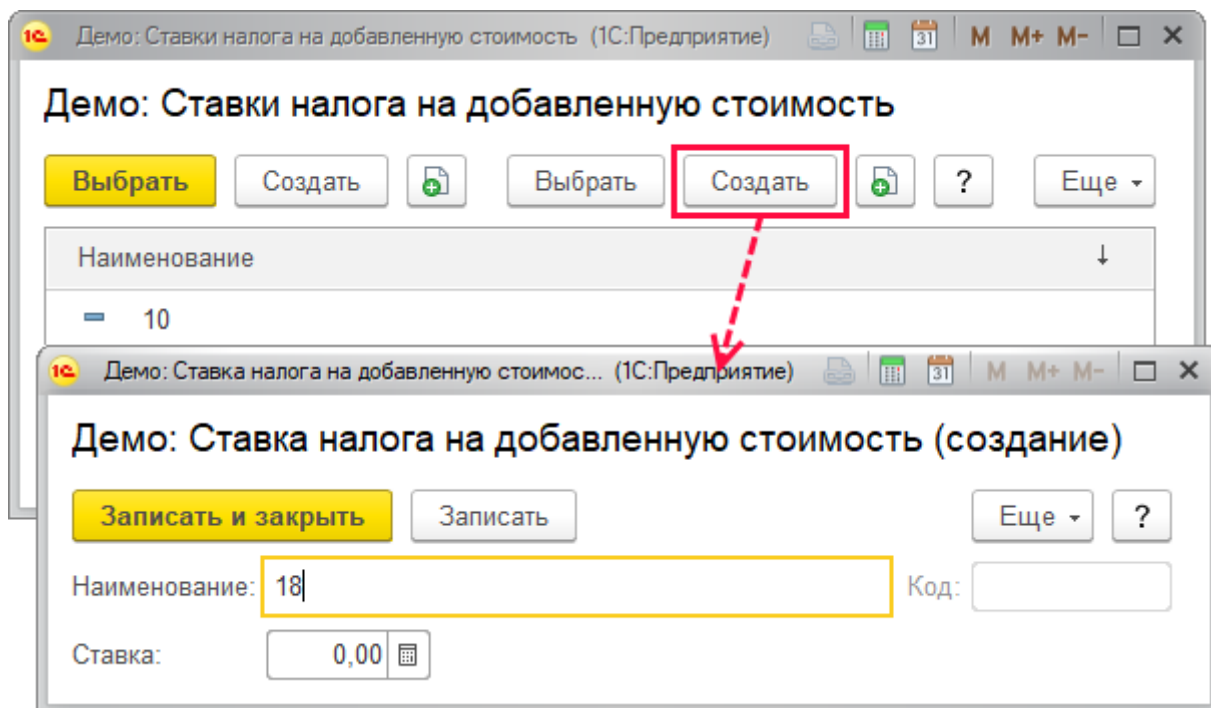 1С Демо: Ставки налога на добавленную стоимость (1С:Предприятие) 31 M M+ M-
Демо: Ставки налога на добавленную стоимость
Выбрать Создать Выбрать Создать ? Еще
Наименование
10
1С Демо: Ставка налога на добавленную стоимос... (1С:Предприятие) 31 M M+ M-
Демо: Ставка налога на добавленную стоимость (создание)
Записать и закрыть Записать Еще ?
Наименование: 18 Код:
Ставка: 0,00